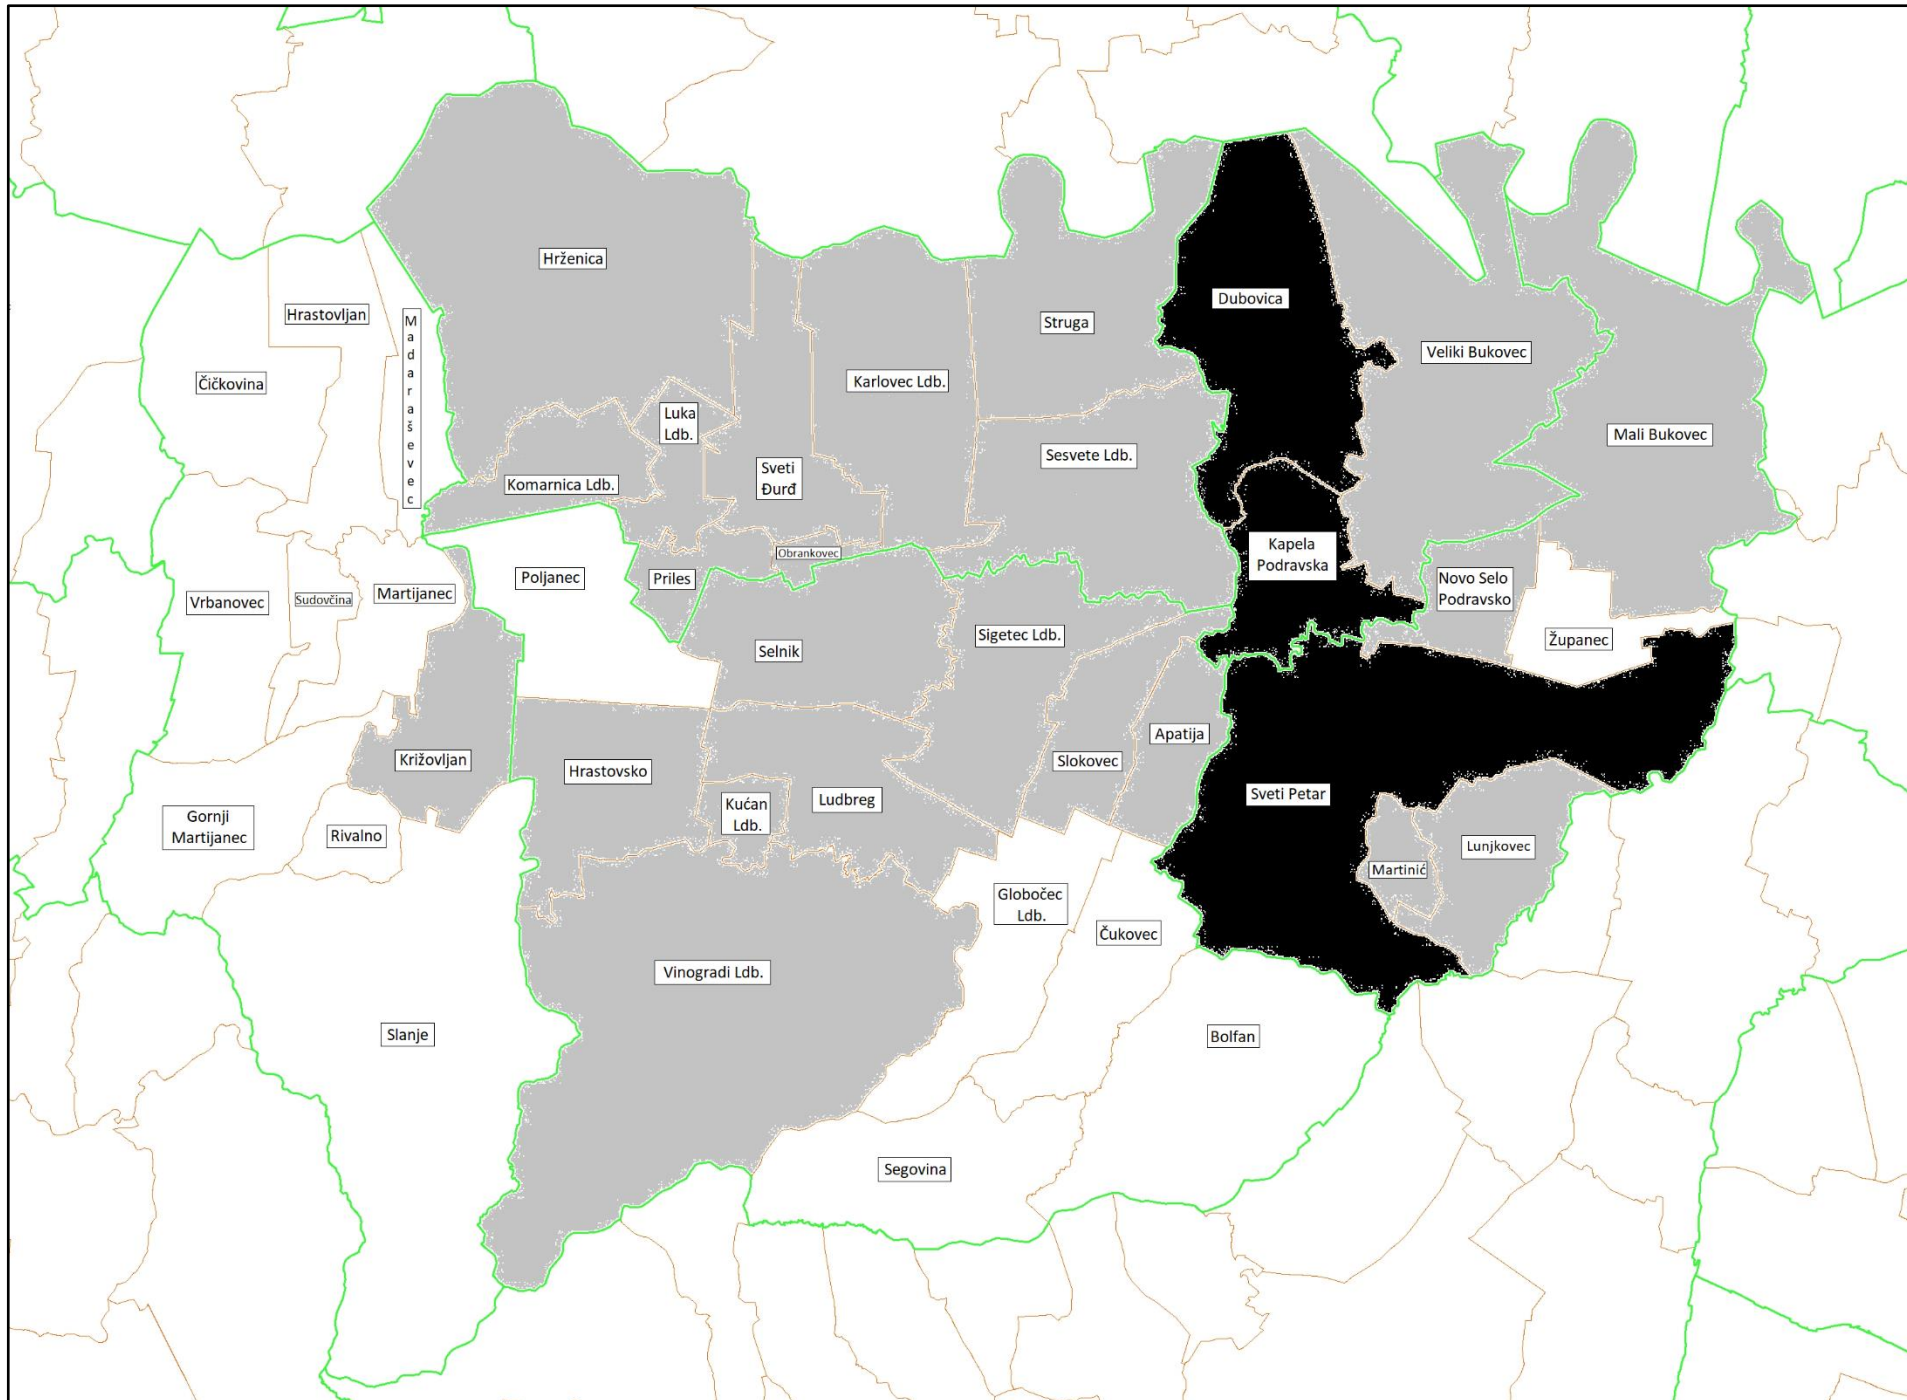 Hrženica
Dubovica
Hrastovljan
Struga
M
a
d
a
r
a
š
e
v
e
c
Veliki Bukovec
Čičkovina
Karlovec Ldb.
Luka
Ldb.
Mali Bukovec
Sesvete Ldb.
Sveti
Đurđ
Komarnica Ldb.
Obrankovec
Kapela
Podravska
Poljanec
Priles
Novo Selo
Podravsko
Martijanec
Vrbanovec
Sudovčina
Sigetec Ldb.
Županec
Selnik
Apatija
Križovljan
Slokovec
Hrastovsko
Sveti Petar
Ludbreg
Kućan
Ldb.
Gornji
Martijanec
Rivalno
Lunjkovec
Martinić
Globočec
Ldb.
Čukovec
Vinogradi Ldb.
Slanje
Bolfan
Segovina